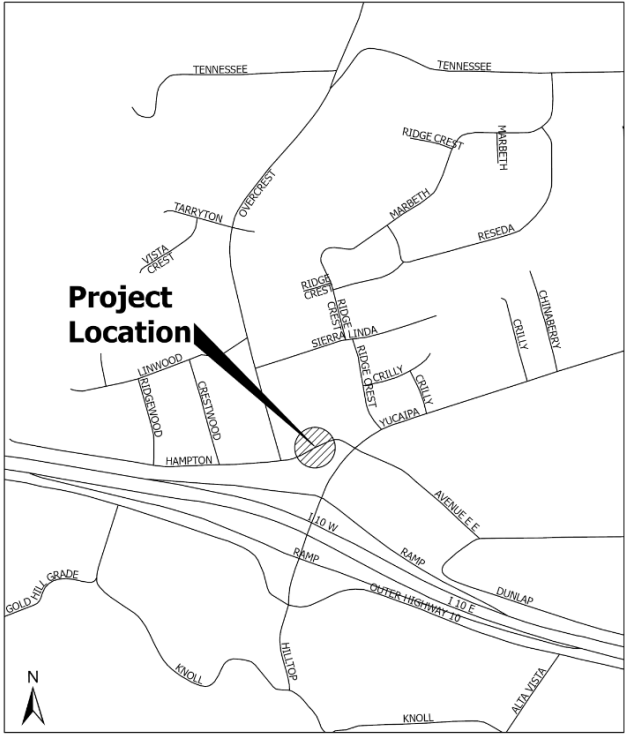 TENNESSEE
TENNESSEE
RIDGE CREST
MARBETH
OVERCREST
MARBETH
TARRYTON
RESEDA
VISTA
CREST
RIDGE
CREST
Project
Location
RIDGE
CREST
SIERRA LINDA
CHINABERRY
CRILLY
LINWOOD
RIDGE CREST
CRILLY
CRILLY
RIDGEWOOD
CRESTWOOD
YUCAIPA
HAMPTON
AVENUE E E
I 10 W
RAMP
RAMP
GOLD HILL GRADE
OUTER HIGHWAY 10
I 10 E
DUNLAP
HILLTOP
KNOLL
ALTA VISTA
N
KNOLL